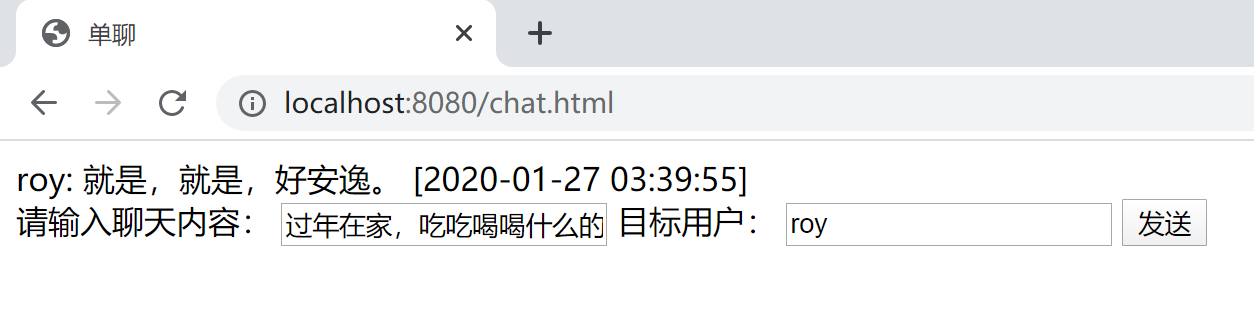 单聊
localhost:8080/chat.html
roy: 就是，就是，好安逸。 [2020-01-27 03:39:55]
请输入聊天内容： 过年在家，吃吃喝喝什么的 目标用户： roy 发送